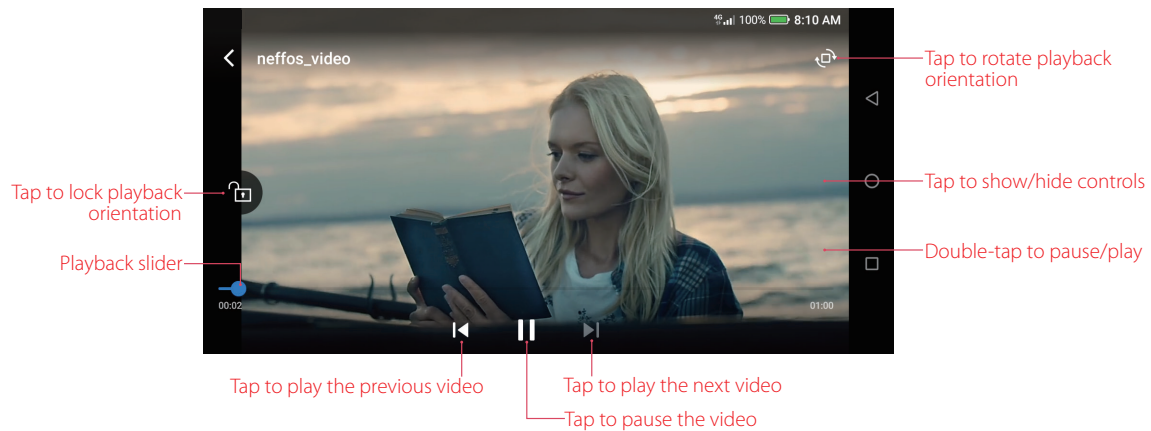 4G 100% 8:10 AM
neffos_video
Tap to rotate playback
orientation
Tap to lock playback
orientation
Tap to show/hide controls
Double-tap to pause/play
Playback slider
00:02
01:00
Tap to play the previous video
Tap to play the next video
Tap to pause the video